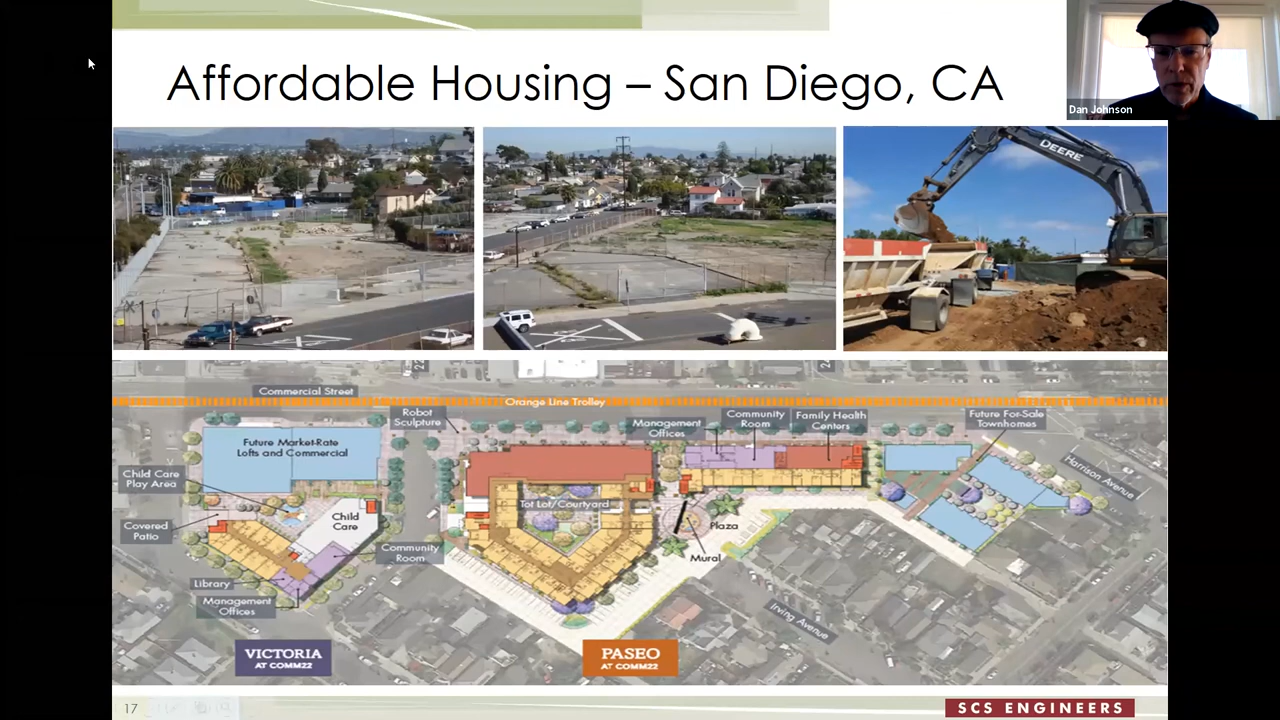 Affordable Housing – San Diego, CA
Dan Johnson
DEERE
Commercial Street
Orange Line Trolley
Robot
Sculpture
Management
Offices
Community
Room
Family Health
Centers
Future For-Sale
Townhomes
Future Market-Rate
Lofts and Commercial
Harrison Avenue
Child Care
Play Area
Tot Lot/Courtyard
Child
Care
Covered
Patio
Plaza
Community
Room
Mural
Library
Management
Offices
Irving Avenue
VICTORIA
AT COMM22
PASEO
AT COMM22
17
SCS ENGINEERS